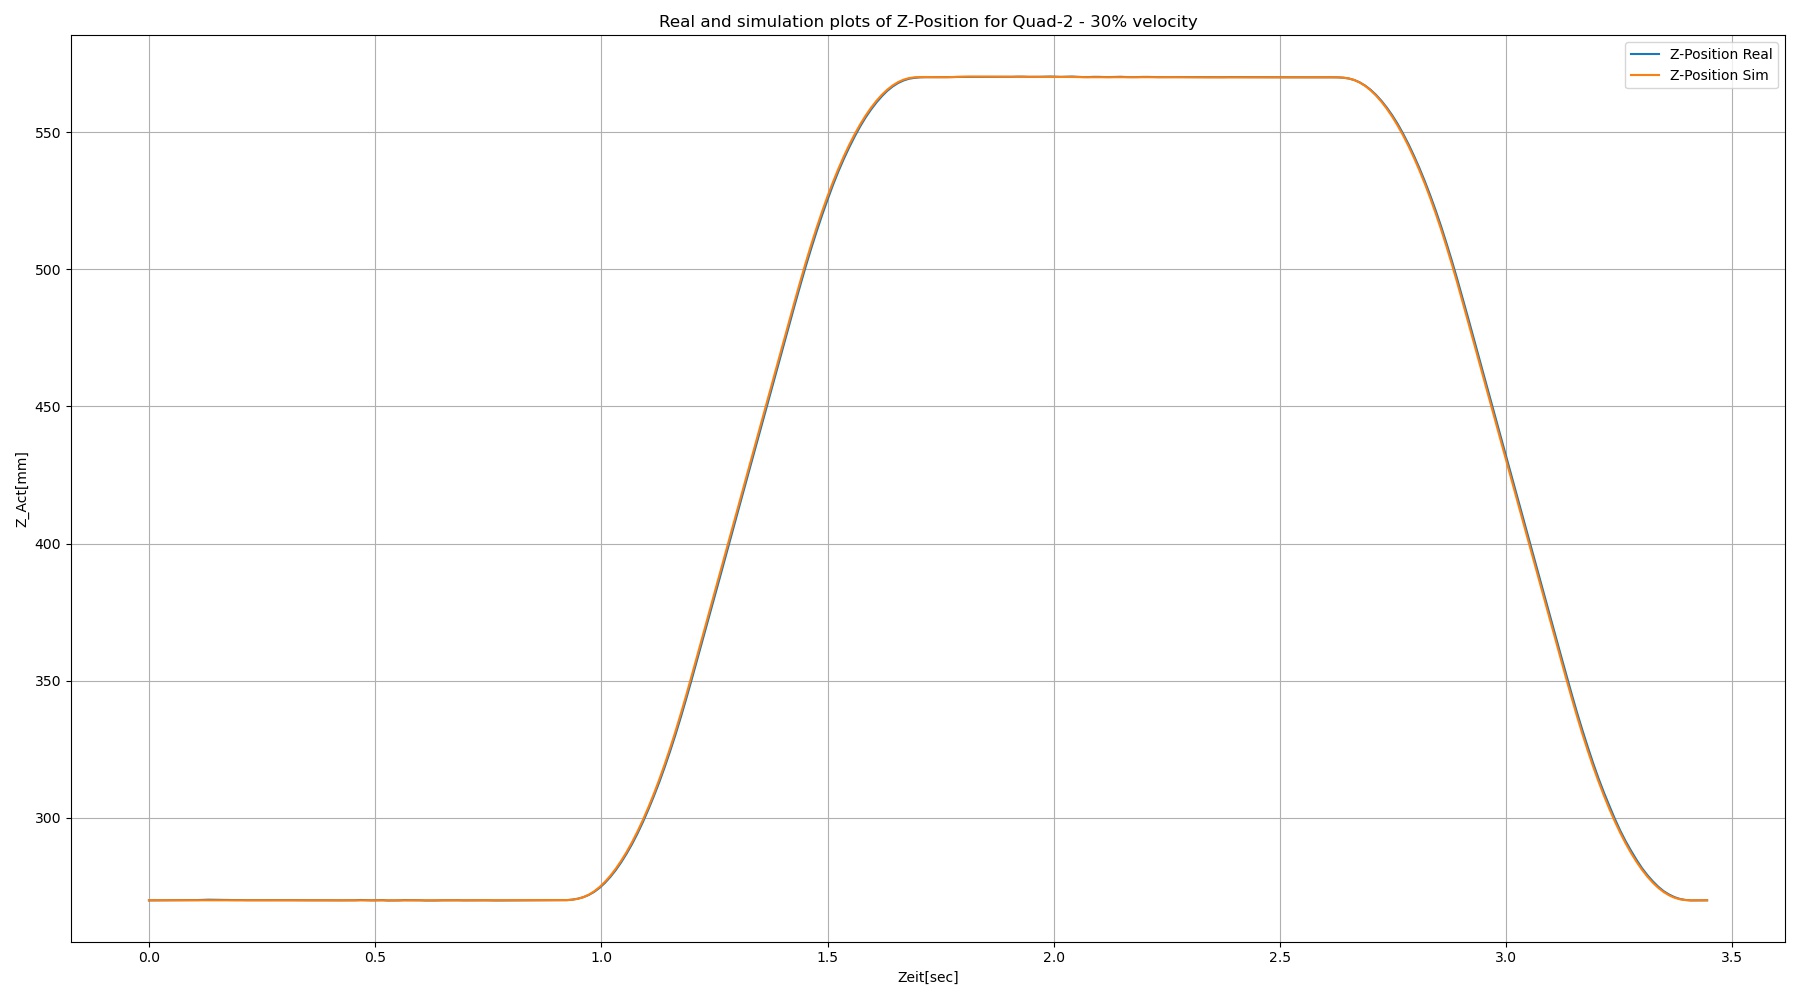 Real and simulation plots of Z-Position for Quad-2 - 30% velocity
Z-Position Real
Z-Position Sim
550
500
450
400
350
300
Z_Act[mm]
0.0
0.5
1.0
1.5
2.0
2.5
3.0
3.5
Zeit[sec]